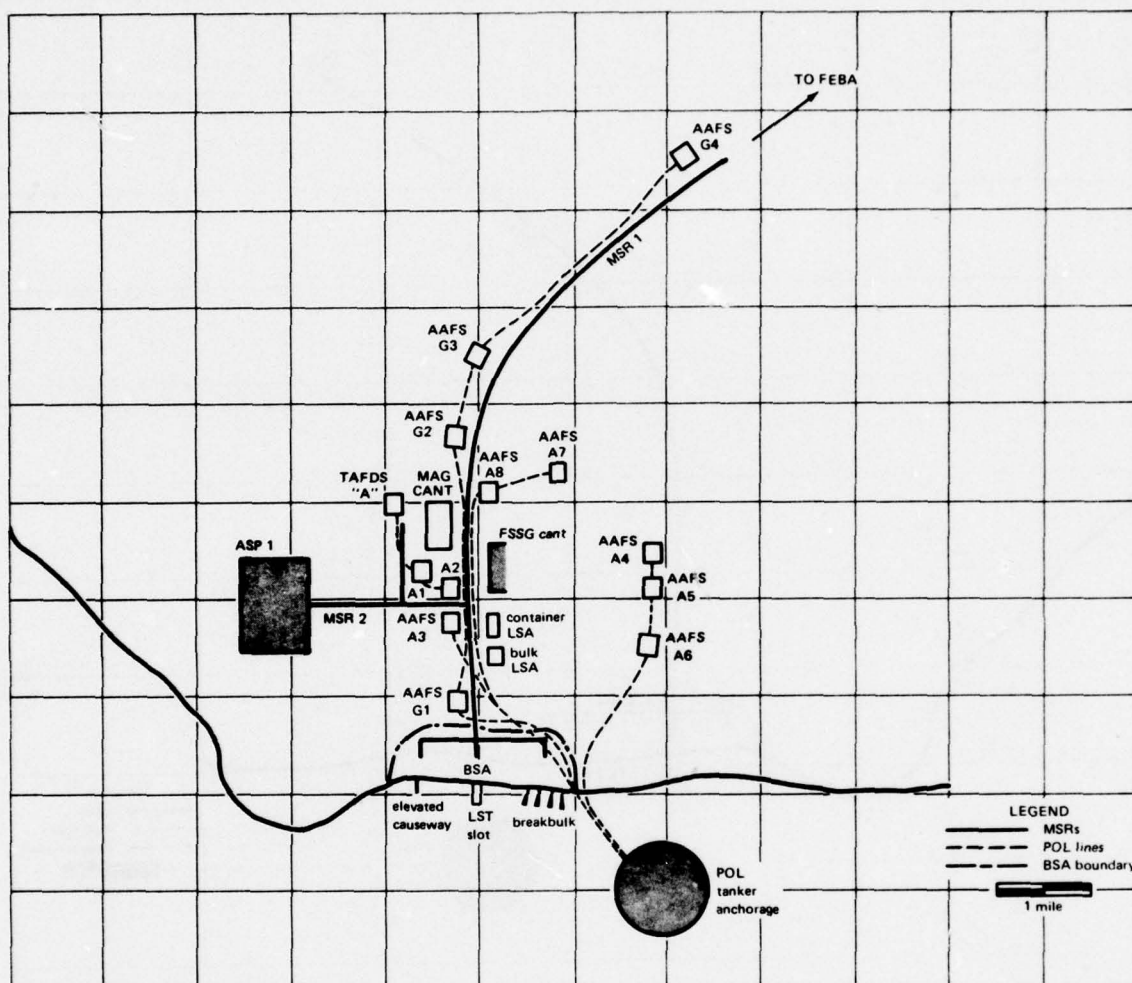 TO FEBA
AAFS
G4
MSR 1
AAFS
G3
AAFS
G2
AAFS
A7
AAFS
A8
TAFDS
"A"
MAG
CANT
FSSG cant
ASP 1
A2
A1
AAFS
A4
AAFS
A5
MSR 2
AAFS
A3
container
LSA
bulk
LSA
AAFS
A6
AAFS
G1
BSA
elevated
causeway
LST
slot
breakbulk
POL
tanker
anchorage
LEGEND
MSRs
POL lines
BSA boundary
1 mile